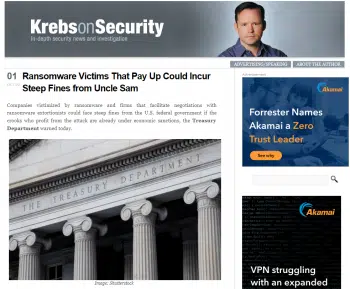 KrebsonSecurity
In-depth security news and investigation
ADVERTISING/SPEAKING
ABOUT THE AUTHOR
01 Ransomware Victims That Pay Up Could Incur
Steep Fines from Uncle Sam
Companies victimized by ransomware and firms that facilitate negotiations with
ransomware extortionists could face steep fines from the U.S. federal government if the
crooks who profit from the attack are already under economic sanctions, the Treasury
Department warned today.
THE TREASURY DEPARTMENT
Image: Shutterstock
Advertisement
Akamai
Forrester Names
Akamai a Zero
Trust Leader
See why
Akamai
VPN struggling
with an expanded